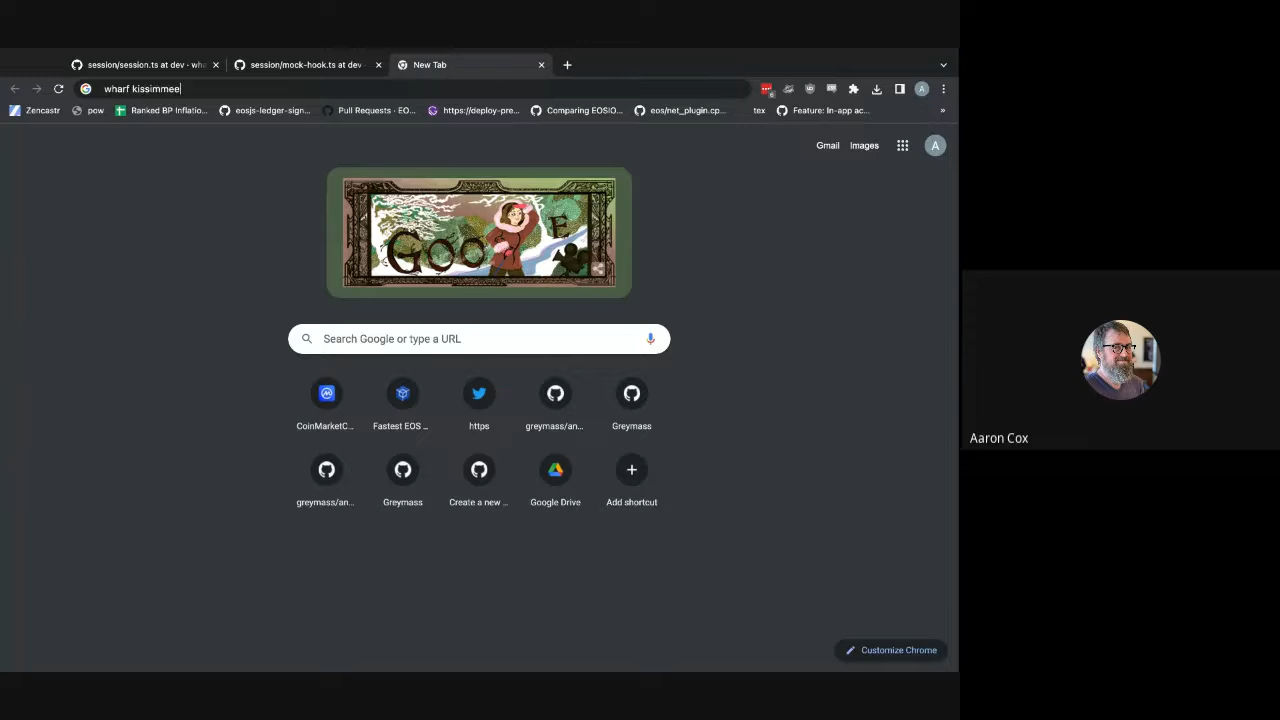 session/session.ts at dev · wha
session/mock-hook.ts at dev ·
New Tab
wharf kissimmee
6
A
Zencastr
pow
Ranked BP Inflatio...
eosjs-ledger-sign...
Pull Requests · EO...
https://deploy-pre...
Comparing EOSIO...
eos/net_plugin.cp...
tex
Feature: In-app ac...
»
Gmail
Images
A
GOO E
Search Google or type a URL
CoinMarketC...
Fastest EOS ...
https
greymass/an...
Greymass
greymass/an...
Greymass
Create a new ...
Google Drive
Add shortcut
Aaron Cox
Customize Chrome